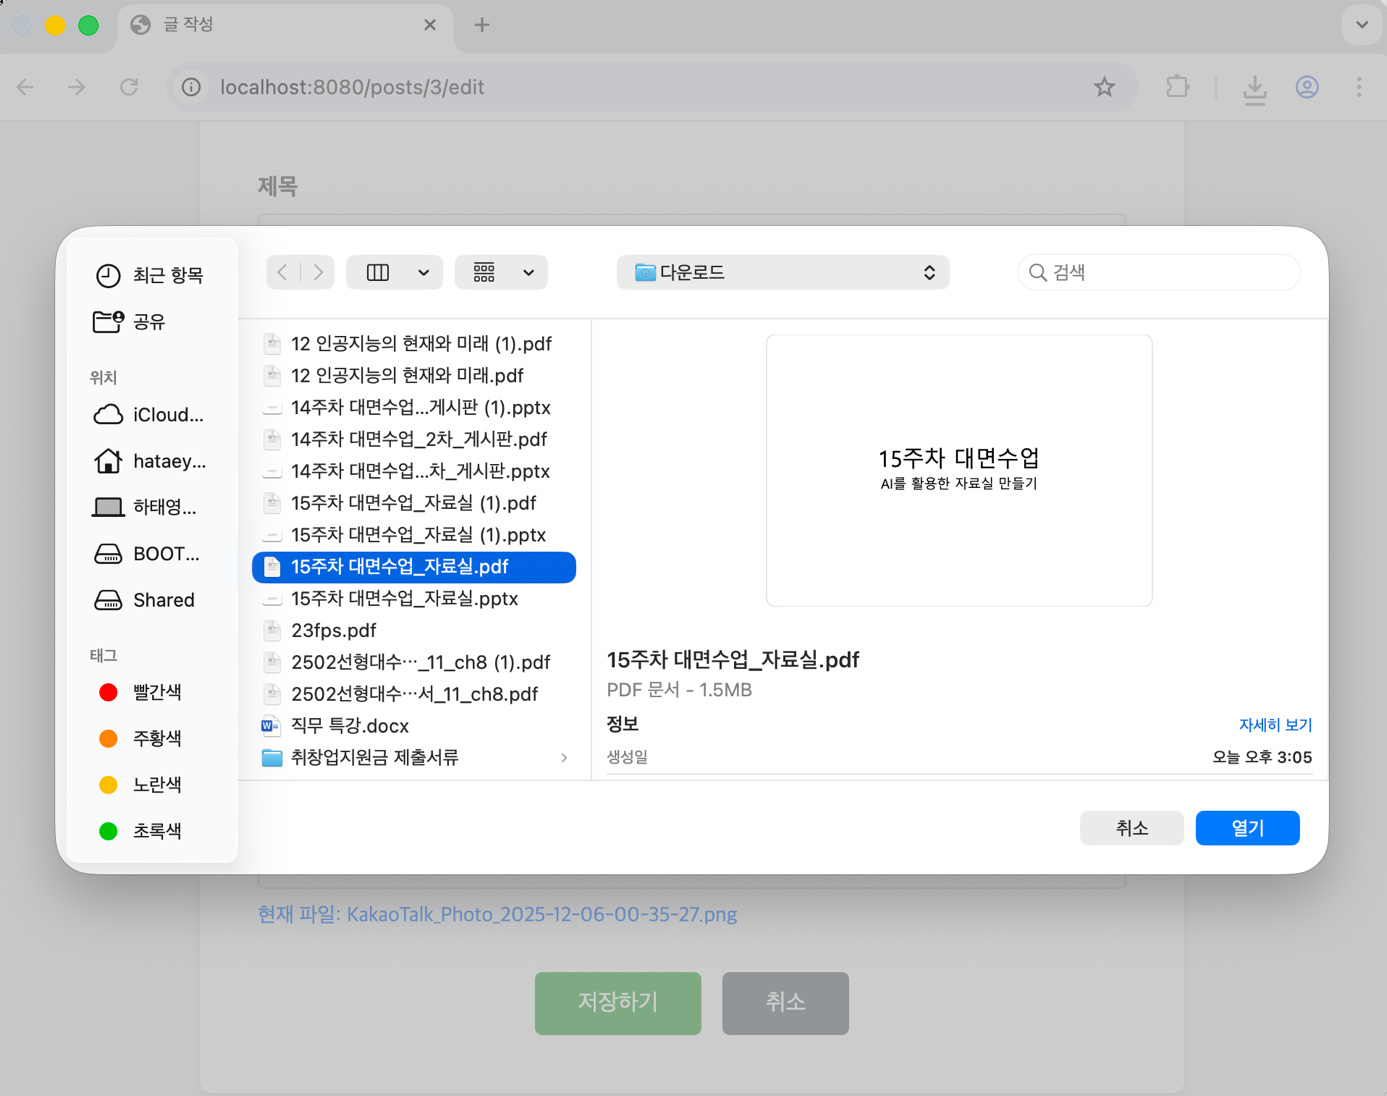 글 작성
localhost:8080/posts/3/edit
제목
최근 항목
공유
위치
iCloud...
hataey...
하태영...
BOOT...
Shared
태그
빨간색
주황색
노란색
초록색
다운로드
검색
12 인공지능의 현재와 미래 (1).pdf
12 인공지능의 현재와 미래.pdf
14주차 대면수업...게시판 (1).pptx
14주차 대면수업_2차_게시판.pdf
14주차 대면수업...차_게시판.pptx
15주차 대면수업_자료실 (1).pdf
15주차 대면수업_자료실 (1).pptx
15주차 대면수업_자료실.pdf
15주차 대면수업_자료실.pptx
23fps.pdf
2502선형대수…_11_ch8 (1).pdf
2502선형대수…서_11_ch8.pdf
직무 특강.docx
취창업지원금 제출서류
15주차 대면수업
AI를 활용한 자료실 만들기
15주차 대면수업_자료실.pdf
PDF 문서 - 1.5MB
정보
자세히 보기
생성일
오늘 오후 3:05
취소
열기
현재 파일: KakaoTalk_Photo_2025-12-06-00-35-27.png
저장하기
취소